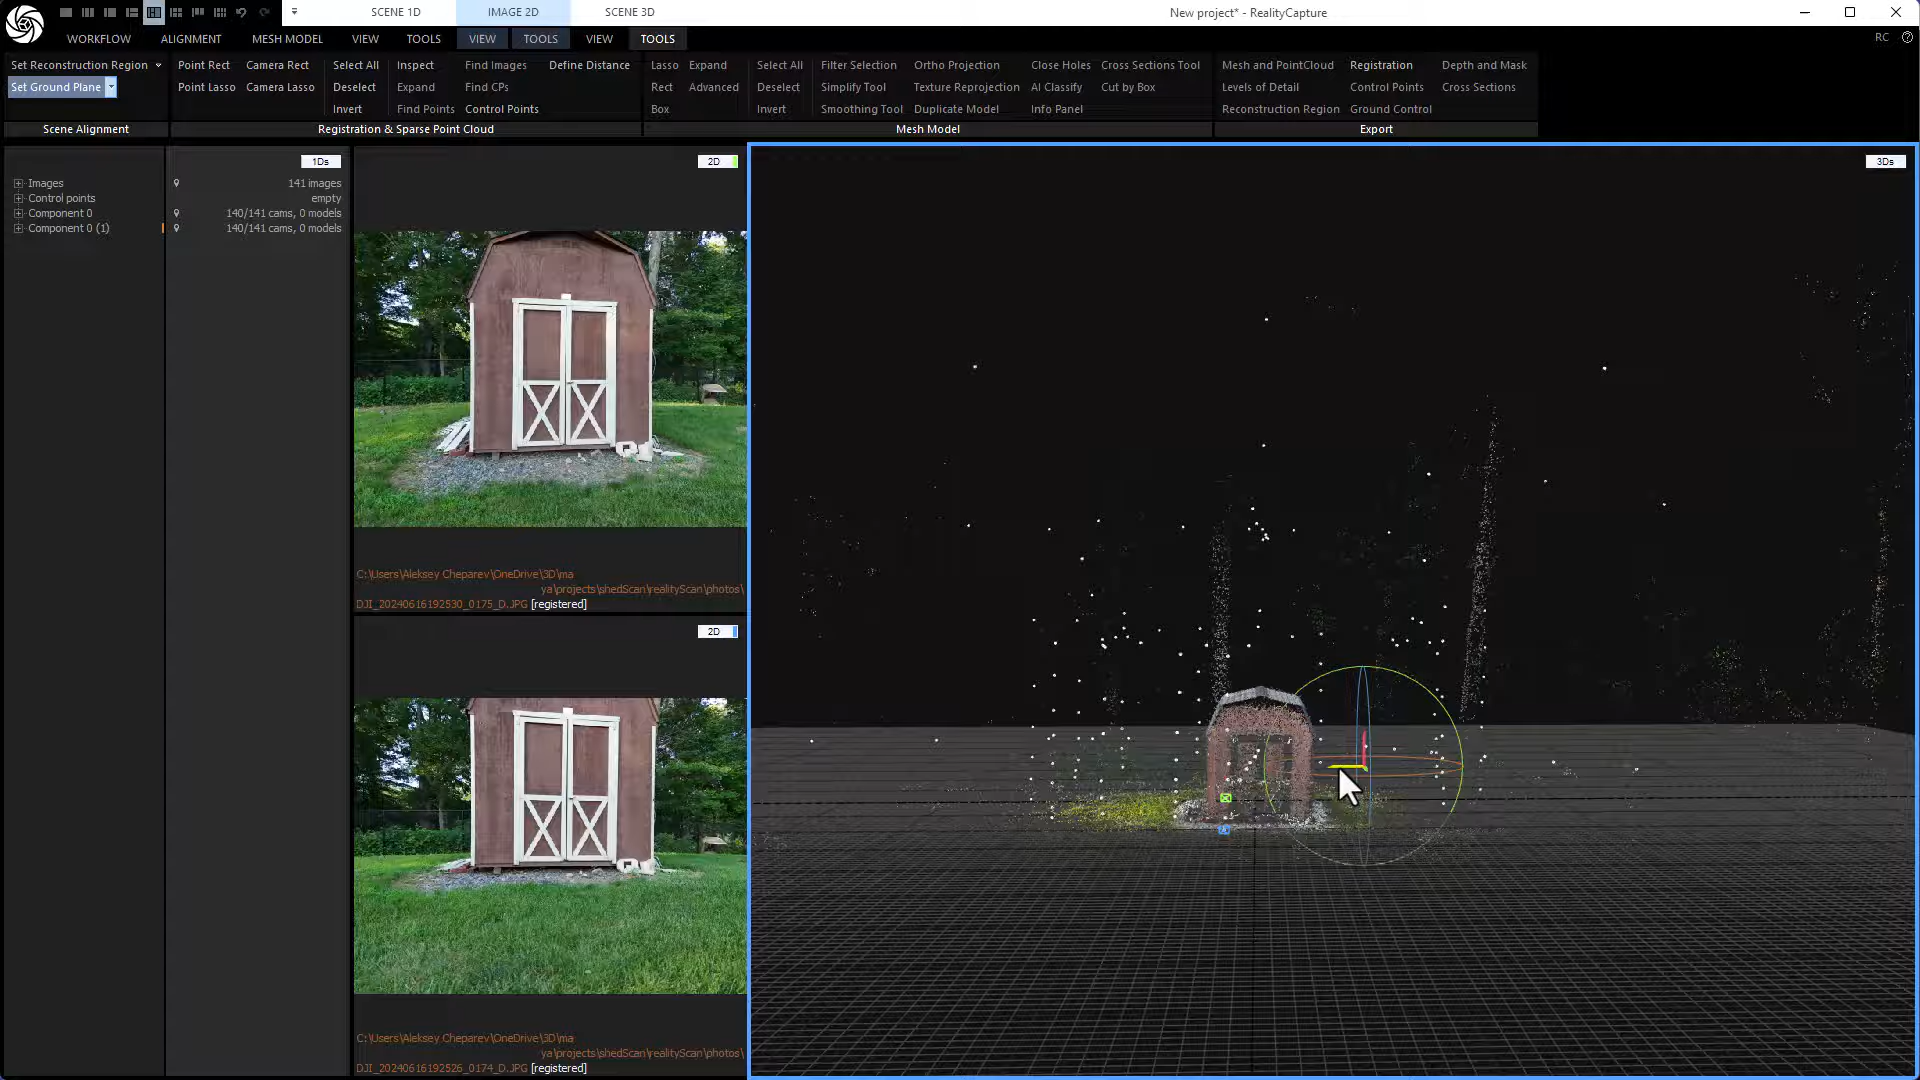 SCENE 1D
IMAGE 2D
SCENE 3D
New project* - RealityCapture
WORKFLOW
ALIGNMENT
MESH MODEL
VIEW
TOOLS
VIEW
TOOLS
VIEW
TOOLS
RC
Set Reconstruction Region
Point Rect
Camera Rect
Select All
Inspect
Find Images
Define Distance
Lasso
Expand
Select All
Filter Selection
Ortho Projection
Close Holes
Cross Sections Tool
Mesh and PointCloud
Registration
Depth and Mask
Set Ground Plane
Point Lasso
Camera Lasso
Deselect
Expand
Find CPs
Rect
Advanced
Deselect
Simplify Tool
Texture Reprojection
AI Classify
Cut by Box
Levels of Detail
Control Points
Cross Sections
Invert
Find Points
Control Points
Box
Invert
Smoothing Tool
Duplicate Model
Info Panel
Reconstruction Region
Ground Control
Scene Alignment
Registration & Sparse Point Cloud
Mesh Model
Export
1Ds
2D
3Ds
Images
141 images
Control points
empty
Component 0
140/141 cams, 0 models
Component 0 (1)
140/141 cams, 0 models
C:\Users\Aleksey Cheparev\OneDrive\3D\ma
ya\projects\shedScan\realityScan\photos\
DJI_20240616192530_0175_D.JPG [registered]
2D
C:\Users\Aleksey Cheparev\OneDrive\3D\ma
ya\projects\shedScan\realityScan\photos\
DJI_20240616192526_0174_D.JPG [registered]